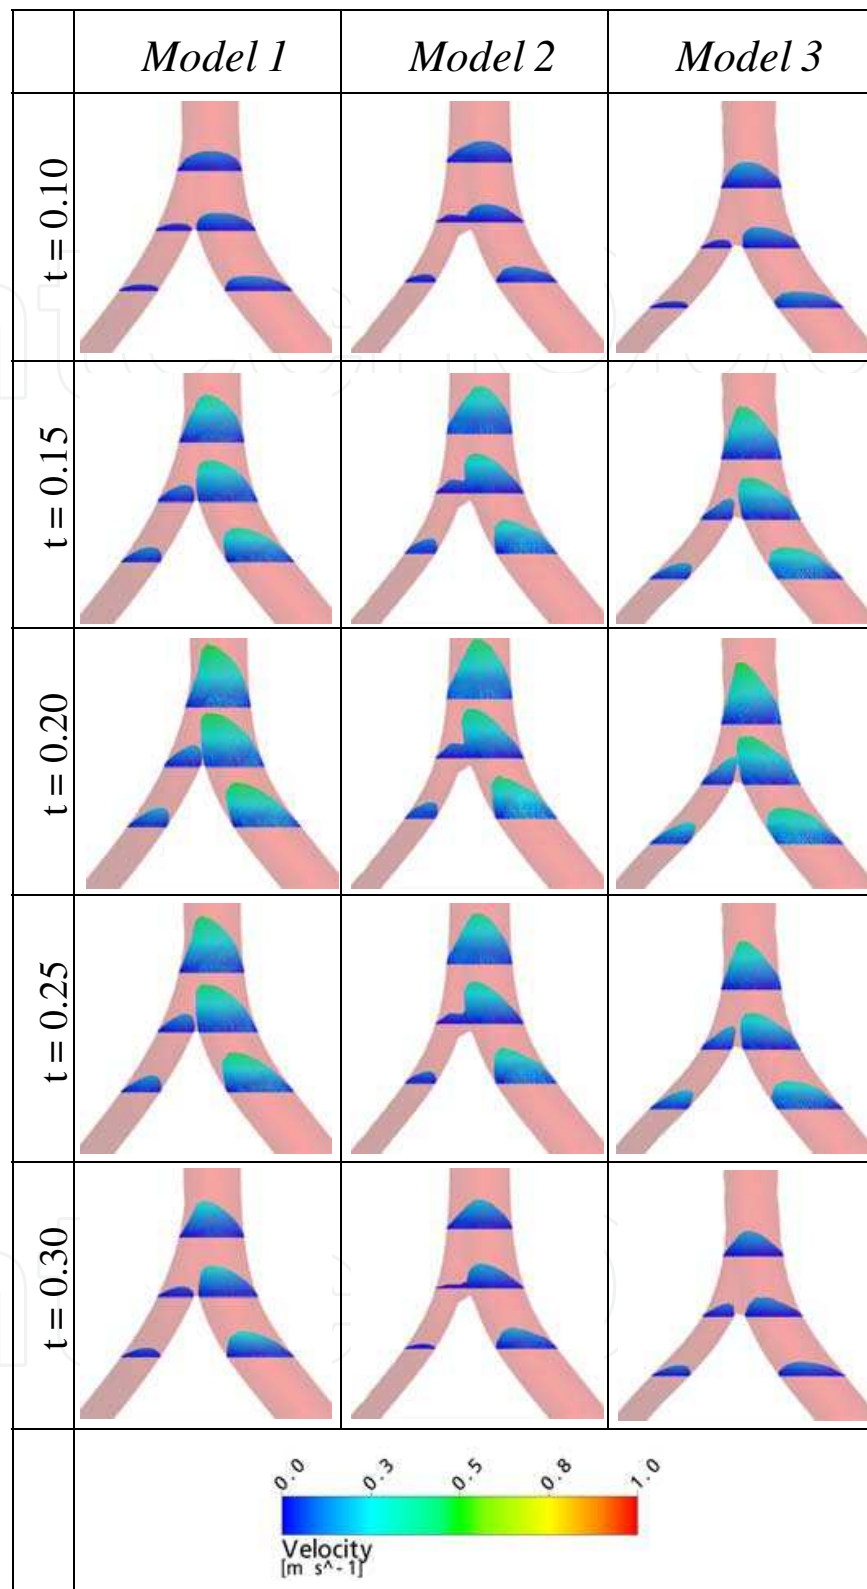 Model 1 Model 2 Model 3
t = 0.10
t = 0.15
t = 0.20
t = 0.25
t = 0.30
0.0 0.3 0.5 0.8 1.0
Velocity
[m s^-1]